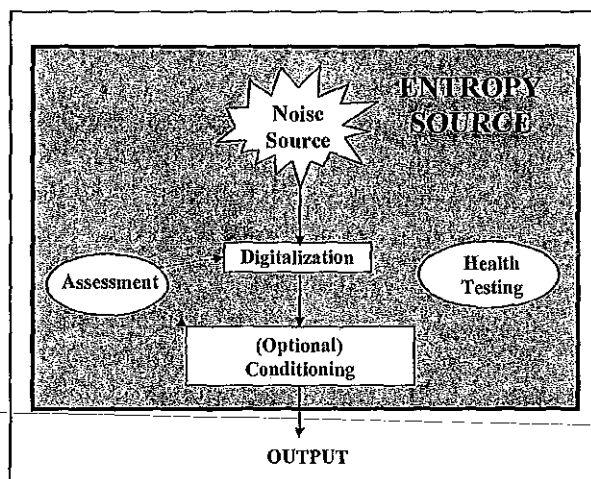 ENTROPY
SOURCE
Noise
Source
Digitalization
Assessment
Health
Testing
(Optional)
Conditioning
OUTPUT